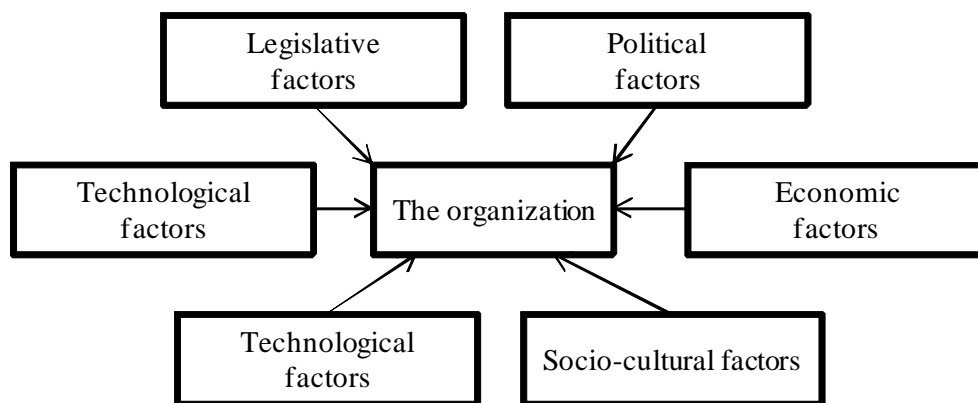 Legislative
factors
Political
factors
Technological
factors
The organization
Economic
factors
Technological
factors
Socio-cultural factors